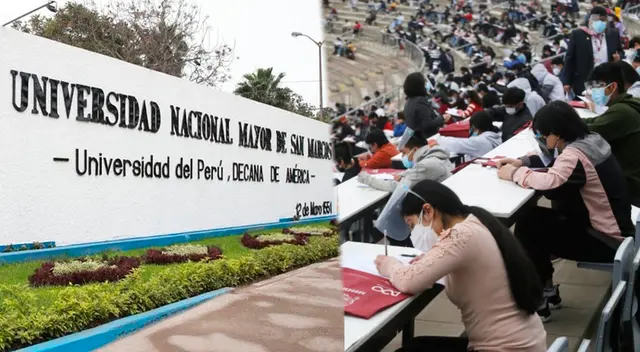 UNIVERSIDAD NACIONAL MAYOR DE SAN MARCOS
- Universidad del Perú, DECANA DE AMÉRICA -
12 de Mayo 1551